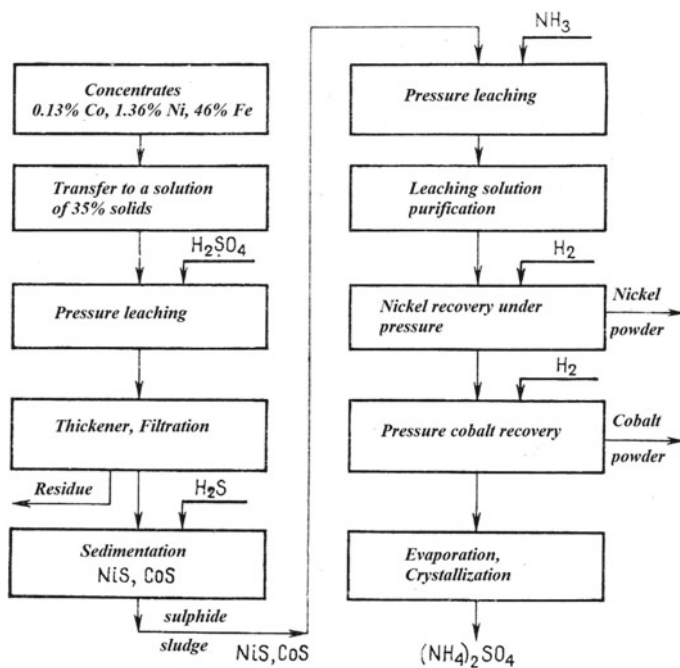 Concentrates
0.13% Co, 1.36% Ni, 46% Fe
Transfer to a solution
of 35% solids
H₂SO₄
Pressure leaching
Thickener, Filtration
Residue
H₂S
Sedimentation
NiS, CoS
sulphide
sludge
NiS,CoS
NH₃
Pressure leaching
Leaching solution
purification
H₂
Nickel recovery under
pressure
Nickel
powder
H₂
Pressure cobalt recovery
Cobalt
powder
Evaporation,
Crystallization
(NH₄)₂SO₄